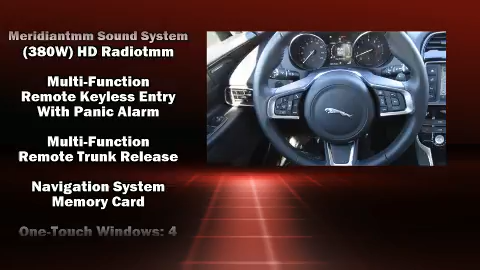 Meridiantmm Sound System
(380W) HD Radiotmm
Multi-Function
Remote Keyless Entry
With Panic Alarm
Multi-Function
Remote Trunk Release
Navigation System
Memory Card
One-Touch Windows: 4